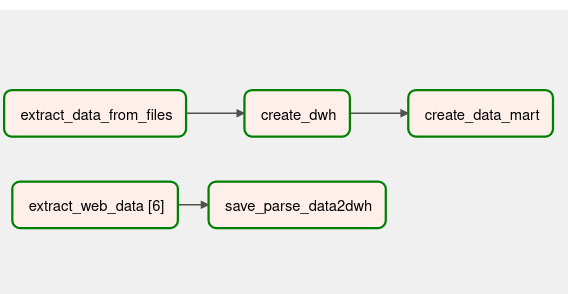 extract_data_from_files
create_dwh
create_data_mart
extract_web_data [6]
save_parse_data2dwh